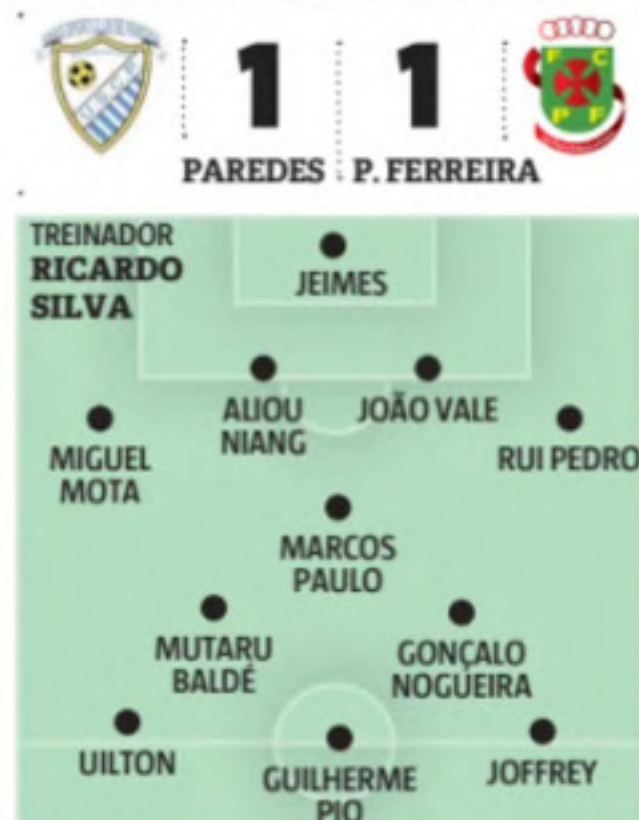 1 1
PAREDES P. FERREIRA
F C
P F
TREINADOR
RICARDO
SILVA
JEIMES
ALIOU
NIANG
JOÃO VALE
MIGUEL
MOTA
RUI PEDRO
MARCOS
PAULO
MUTARU
BALDÉ
GONÇALO
NOGUEIRA
UILTON
GUILHERME
PIO
JOFFREY